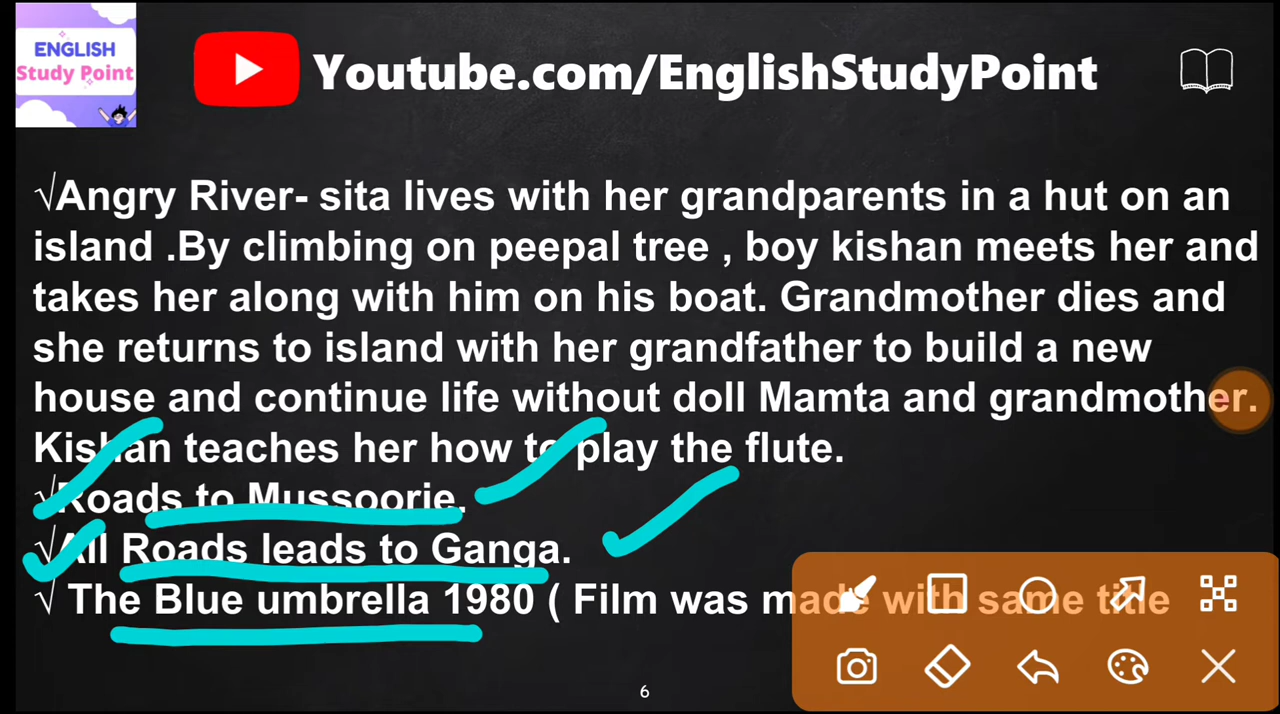 ENGLISH
Study Point
Youtube.com/EnglishStudyPoint
√Angry River- sita lives with her grandparents in a hut on an
island .By climbing on peepal tree , boy kishan meets her and
takes her along with him on his boat. Grandmother dies and
she returns to island with her grandfather to build a new
house and continue life without doll Mamta and grandmother.
Kishan teaches her how to play the flute.
√Roads to Mussoorie.
√All Roads leads to Ganga.
√ The Blue umbrella 1980 ( Film was made with same title
6